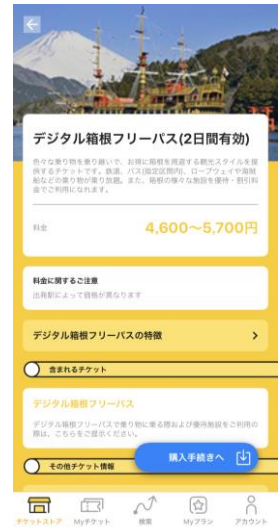 デジタル箱根フリーパス(2日間有効)
色々な乗り物を乗り継いで、お得に箱根を周遊する観光スタイルを提
供するチケットです。鉄道、バス(指定区間内)、ロープウェイや海賊
船などの乗り物が乗り放題。また、箱根の様々な施設を優待・割引料
金でご利用になれます。
料金
4,600～5,700円
料金に関するご注意
出発駅によって価格が異なります
デジタル箱根フリーパスの特徴
含まれるチケット
デジタル箱根フリーパス
デジタル箱根フリーパスで乗り物に乗る際および優待施設をご利用の
際は、こちらをご提示ください。
購入手続きへ
その他チケット情報
チケットストア
Myチケット
検索
Myプラン
アカウント